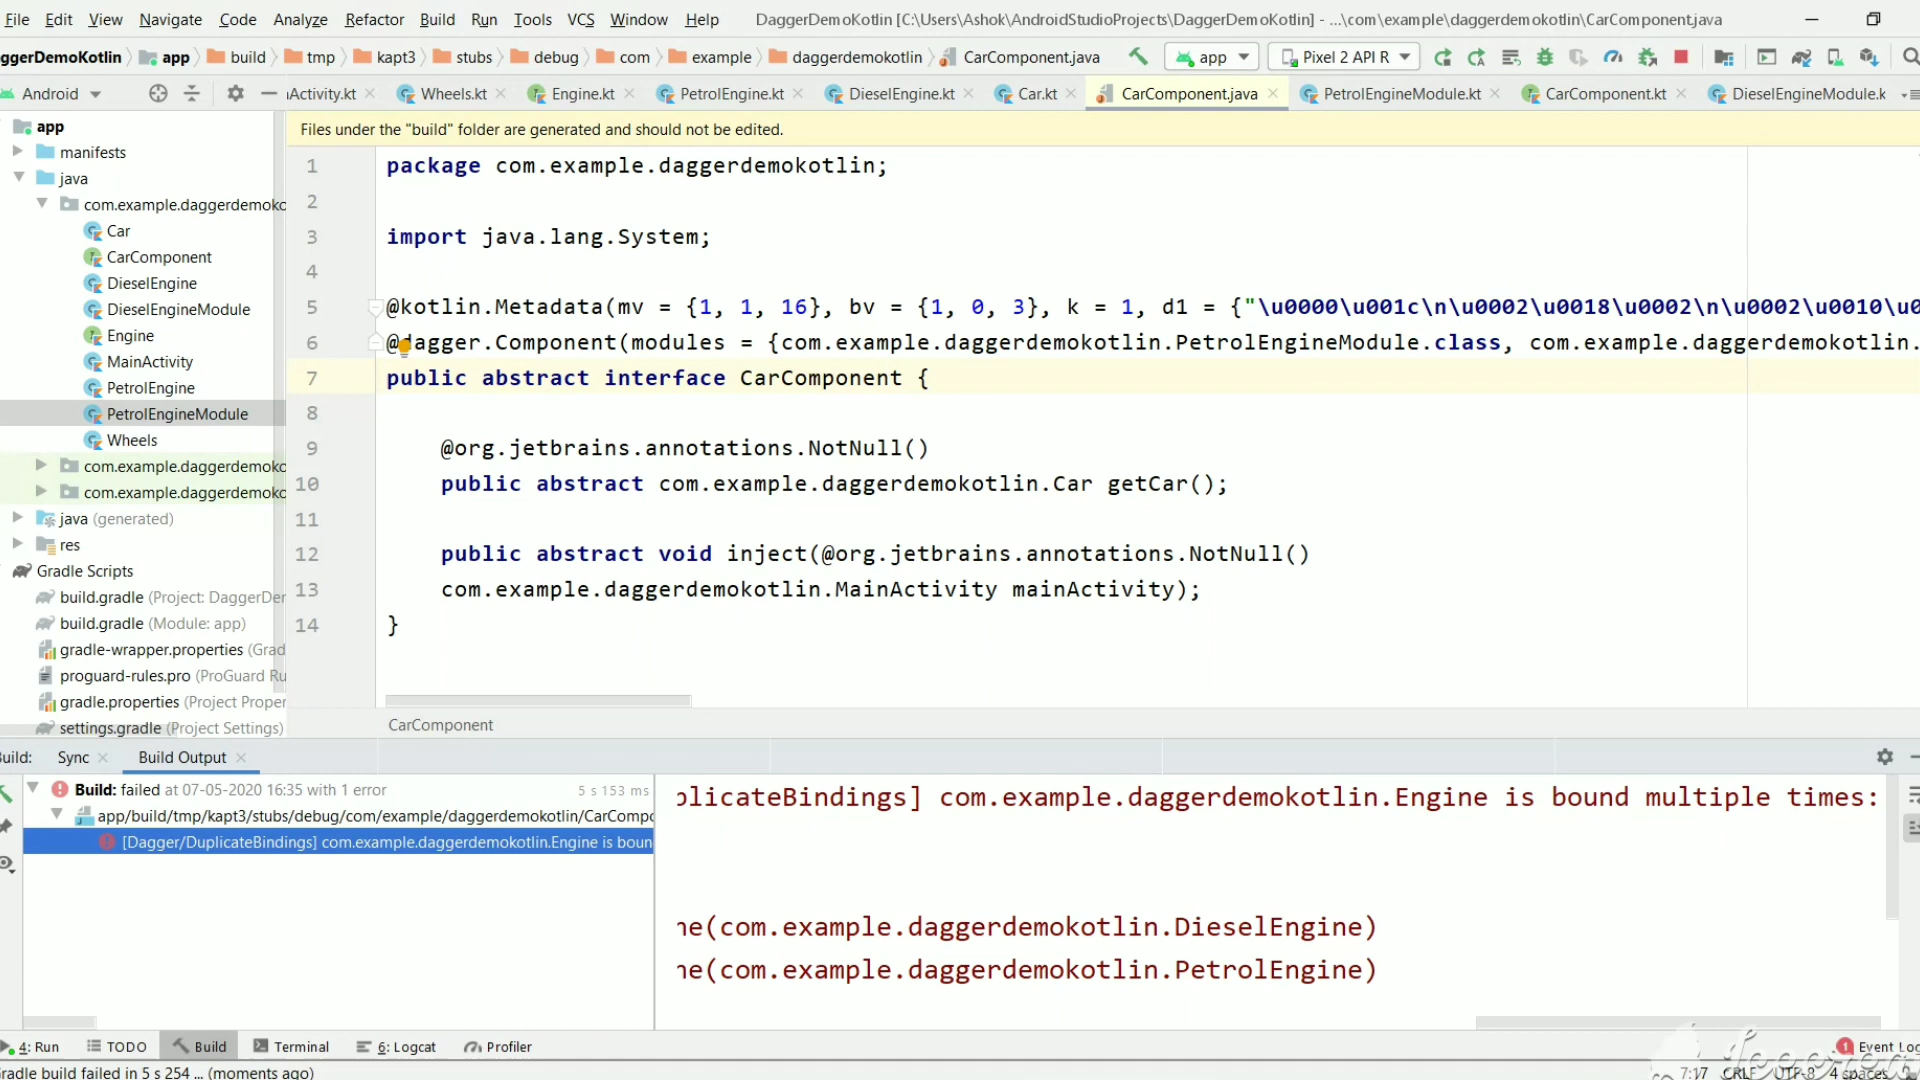 File Edit View Navigate Code Analyze Refactor Build Run Tools VCS Window Help DaggerDemoKotlin [C:\Users\Ashok\AndroidStudioProjects\DaggerDemoKotlin] - ...\com\example\daggerdemokotlin\CarComponent.java
ggerDemoKotlin app build tmp kapt3 stubs debug com example daggerdemokotlin CarComponent.java app Pixel 2 API R
Android Activity.kt Wheels.kt Engine.kt PetrolEngine.kt DieselEngine.kt Car.kt CarComponent.java PetrolEngineModule.kt CarComponent.kt DieselEngineModule.k
app
manifests
java
com.example.daggerdemoko
Car
CarComponent
DieselEngine
DieselEngineModule
Engine
MainActivity
PetrolEngine
PetrolEngineModule
Wheels
com.example.daggerdemoko
com.example.daggerdemoko
java (generated)
res
Gradle Scripts
build.gradle (Project: DaggerDer
build.gradle (Module: app)
gradle-wrapper.properties (Grad
proguard-rules.pro (ProGuard Ru
gradle.properties (Project Proper
settings.gradle (Project Settings)
Files under the "build" folder are generated and should not be edited.
1 package com.example.daggerdemokotlin;
2
3 import java.lang.System;
4
5 @kotlin.Metadata(mv = {1, 1, 16}, bv = {1, 0, 3}, k = 1, d1 = {"\u0000\u001c\n\u0002\u0018\u0002\n\u0002\u0010\u0
6 @dagger.Component(modules = {com.example.daggerdemokotlin.PetrolEngineModule.class, com.example.daggerdemokotlin.
7 public abstract interface CarComponent {
8
9 @org.jetbrains.annotations.NotNull()
10 public abstract com.example.daggerdemokotlin.Car getCar();
11
12 public abstract void inject(@org.jetbrains.annotations.NotNull()
13 com.example.daggerdemokotlin.MainActivity mainActivity);
14 }
CarComponent
uild: Sync Build Output
Build: failed at 07-05-2020 16:35 with 1 error 5 s 153 ms
app/build/tmp/kapt3/stubs/debug/com/example/daggerdemokotlin/CarCompo
[Dagger/DuplicateBindings] com.example.daggerdemokotlin.Engine is boun
plicateBindings] com.example.daggerdemokotlin.Engine is bound multiple times:
ne(com.example.daggerdemokotlin.DieselEngine)
ne(com.example.daggerdemokotlin.PetrolEngine)
4: Run TODO Build Terminal 6: Logcat Profiler 1 Event Log
radle build failed in 5 s 254 ... (moments ago) 7:17 CRLF UTF-8 4 spaces